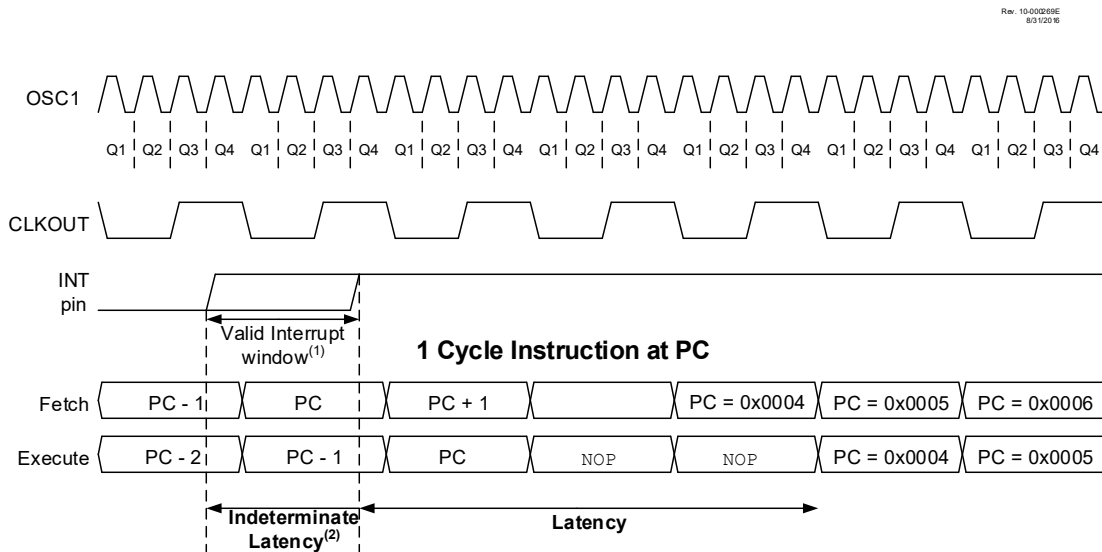 Rev. 10-000269E
8/31/2016
OSC1
Q1 Q2 Q3 Q4 Q1 Q2 Q3 Q4 Q1 Q2 Q3 Q4 Q1 Q2 Q3 Q4 Q1 Q2 Q3 Q4 Q1 Q2 Q3 Q4 Q1 Q2 Q3 Q4
CLKOUT
INT
pin
Valid Interrupt
window(1)
1 Cycle Instruction at PC
Fetch PC - 1 PC PC + 1 PC = 0x0004 PC = 0x0005 PC = 0x0006
Execute PC - 2 PC - 1 PC NOP NOP PC = 0x0004 PC = 0x0005
Indeterminate
Latency(2)
Latency